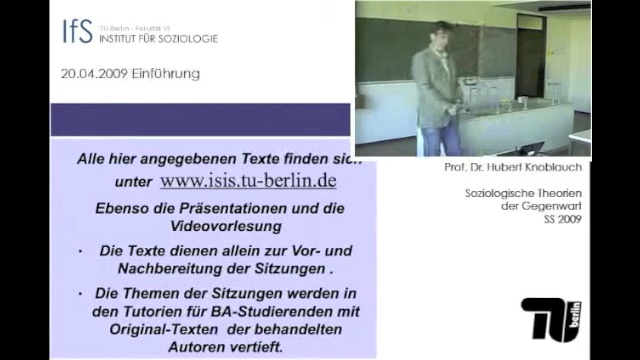 IfS
TU-Berlin - Fakultät VI
INSTITUT FÜR SOZIOLOGIE
20.04.2009 Einführung
Alle hier angegebenen Texte finden sich
unter www.isis.tu-berlin.de
Ebenso die Präsentationen und die
Videovorlesung
· Die Texte dienen allein zur Vor- und
Nachbereitung der Sitzungen .
· Die Themen der Sitzungen werden in
den Tutorien für BA-Studierenden mit
Original-Texten der behandelten
Autoren vertieft.
Prof. Dr. Hubert Knoblauch
Soziologische Theorien
der Gegenwart
SS 2009
TU
berlin